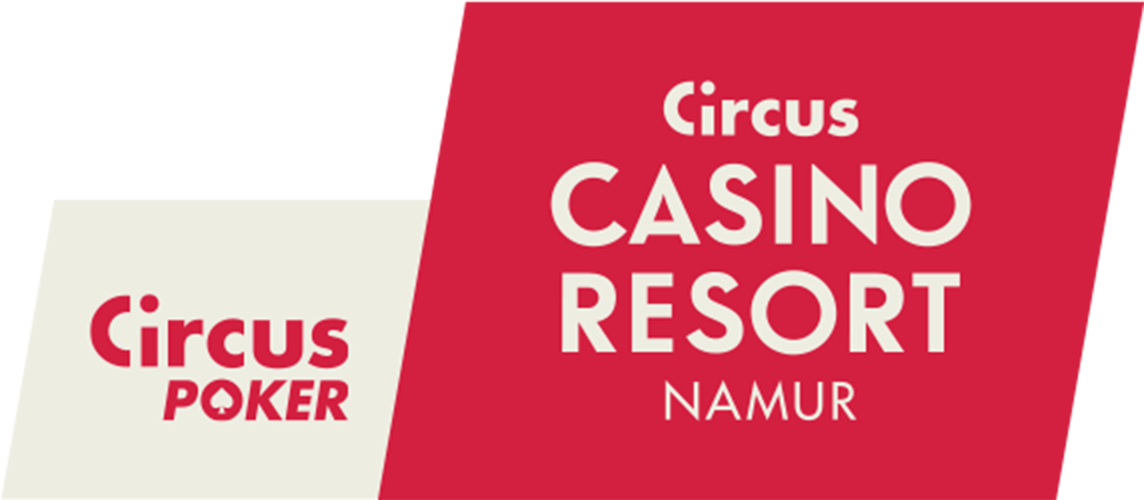 Circus
POKER
Circus
CASINO
RESORT
NAMUR